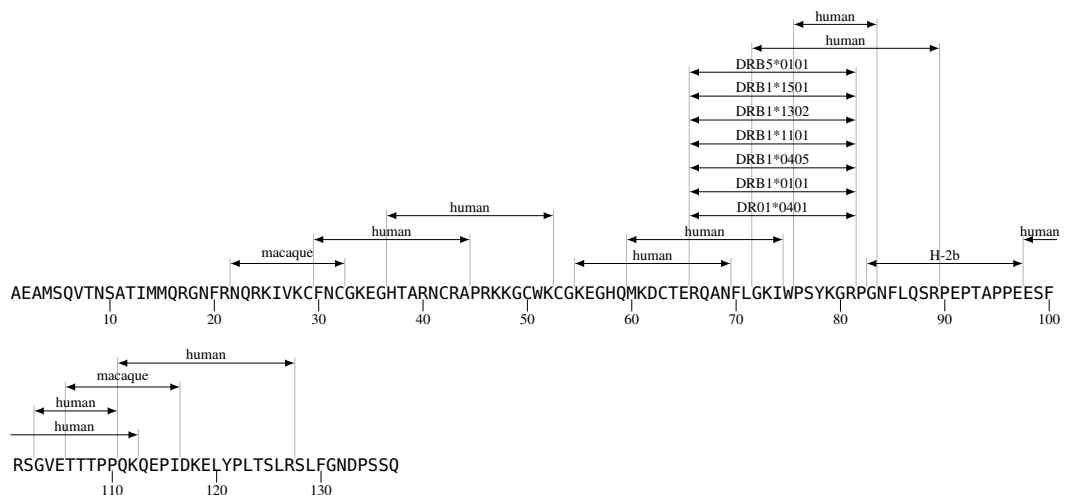 human
human
DRB5*0101
DRB1*1501
DRB1*1302
DRB1*1101
DRB1*0405
DRB1*0101
DR01*0401
human
human human
macaque human H-2b human
AEAMSQVTNSATIMMQRGNFRNQRKIVKCFNCGKEGHTARNCRAPRKKGCWKCGKEGHQMKDCTERQANFLGKIWPSYKGRPGNFLQSRPEPTAPPEESF
10 20 30 40 50 60 70 80 90 100
human
macaque
human
human
RSGVETTTPPQKQEPIDKELYPLTSLRSLFGNDPSSQ
110 120 130